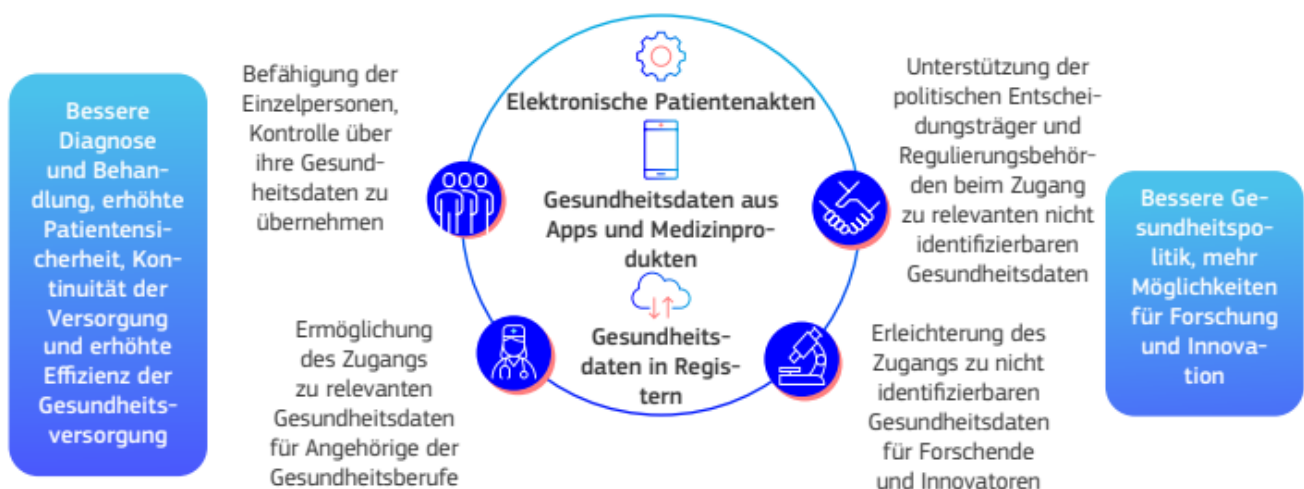 Bessere
Diagnose
und Behan-
dlung, erhöhte
Patientensi-
cherheit, Kon-
tinuität der
Versorgung
und erhöhte
Effizienz der
Gesundheits-
versorgung
Befähigung der
Einzelpersonen,
Kontrolle über
ihre Gesund-
heitsdaten zu
übernehmen
Ermöglichung
des Zugangs
zu relevanten
Gesundheitsdaten
für Angehörige der
Gesundheitsberufe
Elektronische Patientenakten
Gesundheitsdaten aus
Apps und Medizinpro-
dukten
Gesundheits-
daten in Regis-
tern
Unterstützung der
politischen Entschei-
dungsträger und
Regulierungsbehör-
den beim Zugang
zu relevanten nicht
identifizierbaren
Gesundheitsdaten
Erleichterung des
Zugangs zu nicht
identifizierbaren
Gesundheitsdaten
für Forschende
und Innovatoren
Bessere Ge-
sundheitspo-
litik, mehr
Möglichkeiten
für Forschung
und Innova-
tion